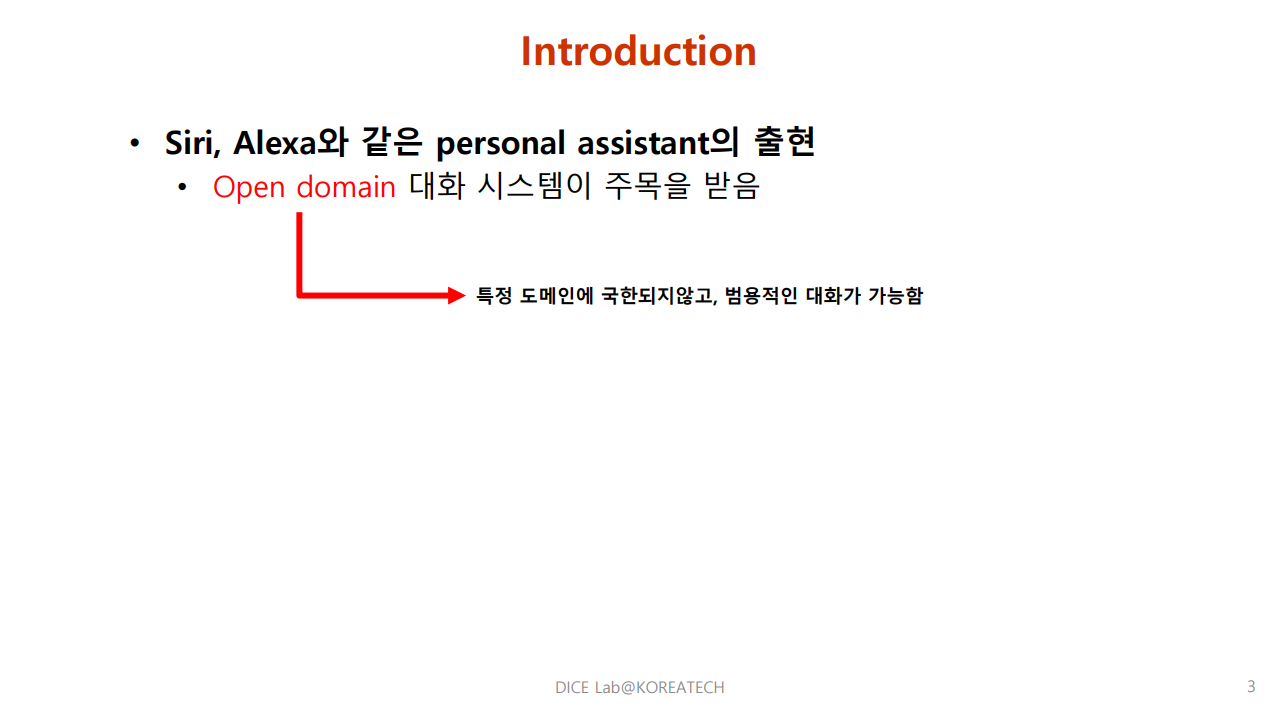 Introduction
• Siri, Alexa와 같은 personal assistant의 출현
• Open domain 대화 시스템이 주목을 받음
특정 도메인에 국한되지않고, 범용적인 대화가 가능함
DICE Lab@KOREATECH
3